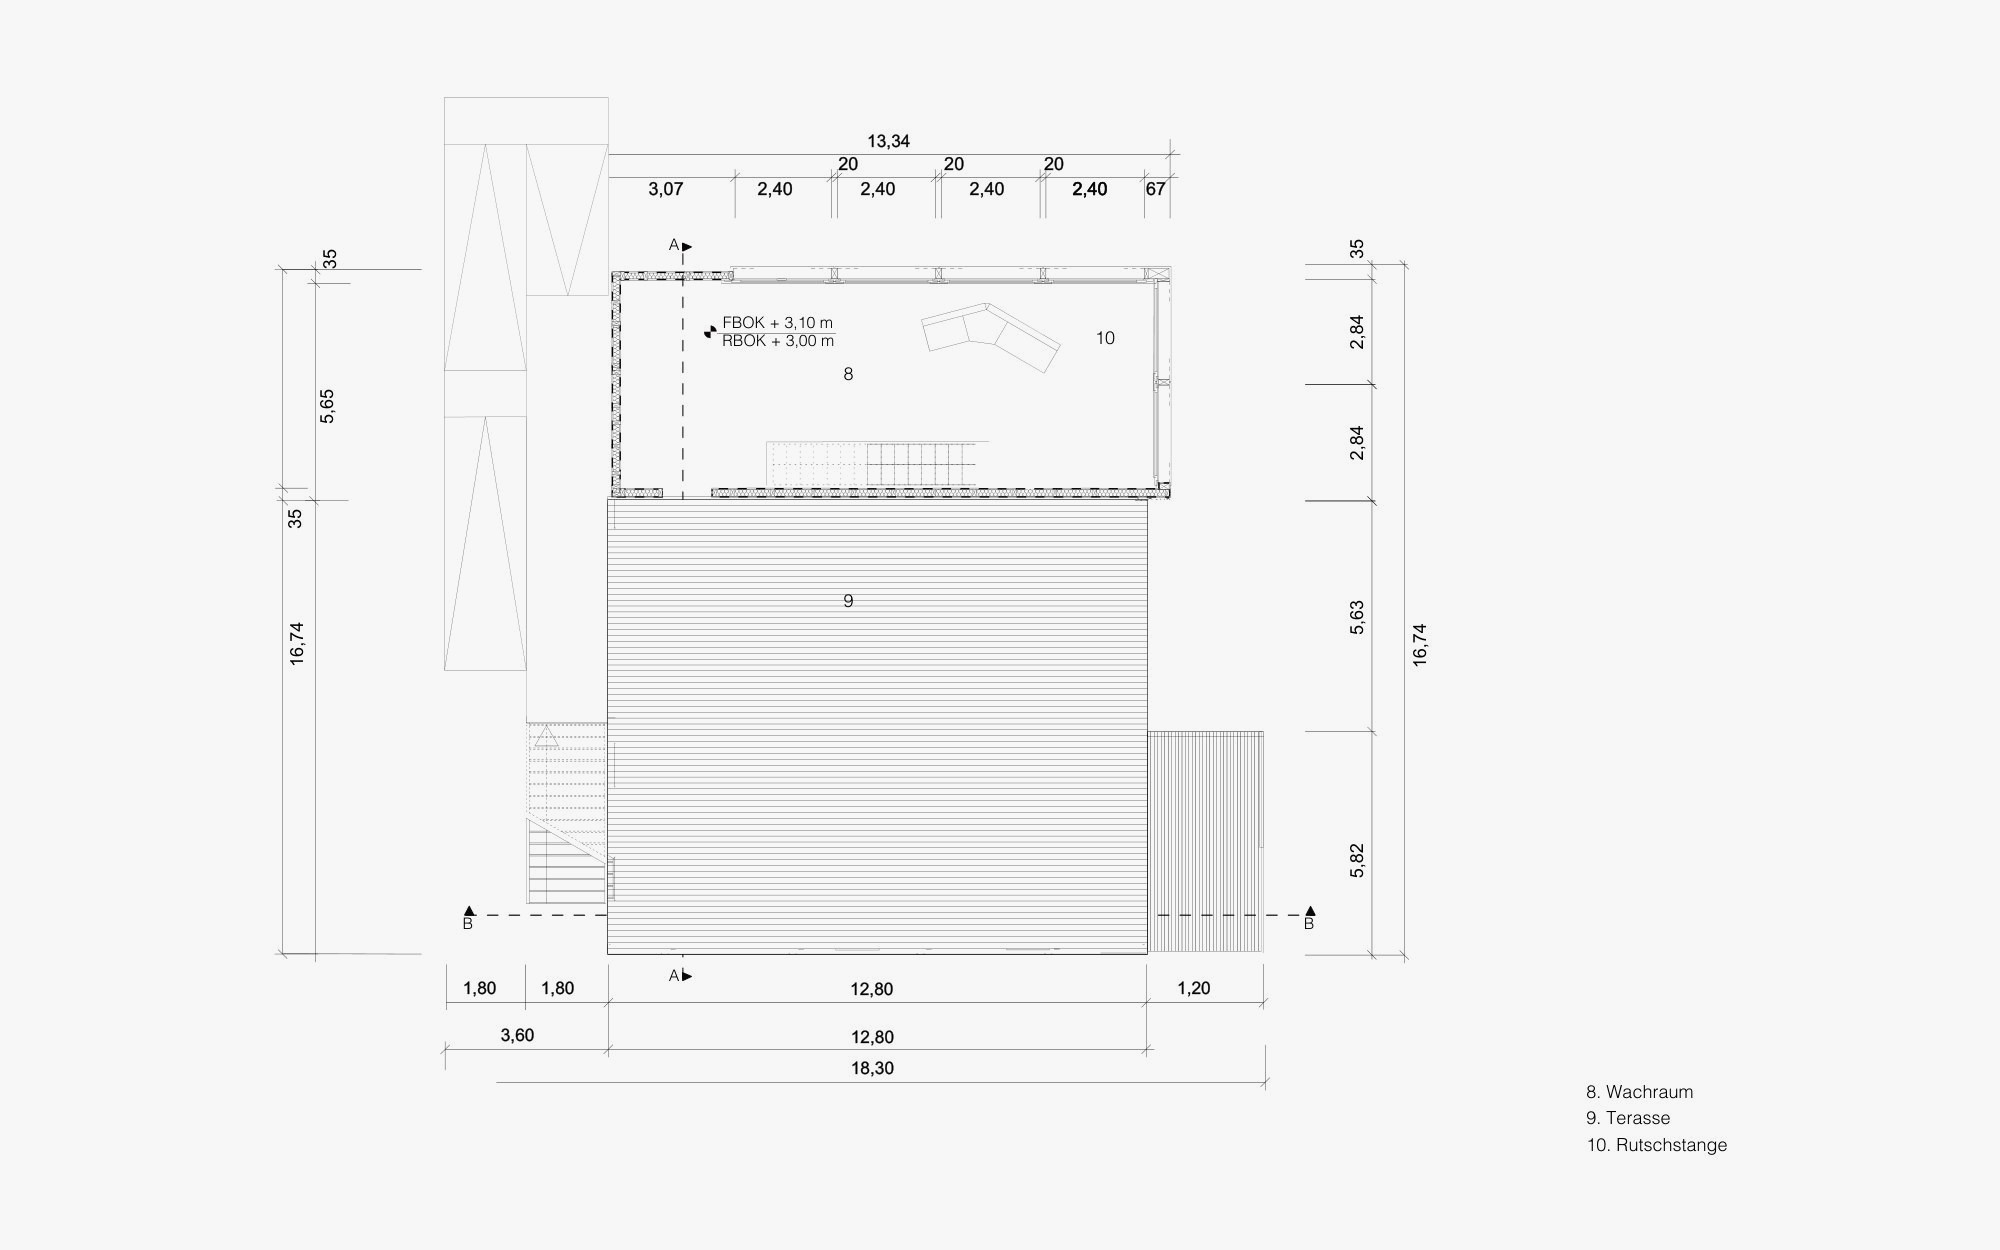 13,34
20 20 20
3,07 2,40 2,40 2,40 2,40 67
A
35
35
FBOK + 3,10 m
RBOK + 3,00 m
10
2,84
8
5,65
2,84
35
9
5,63
16,74
16,74
5,82
B
B
A
1,80 1,80 12,80 1,20
3,60 12,80
18,30
8. Wachraum
9. Terasse
10. Rutschstange